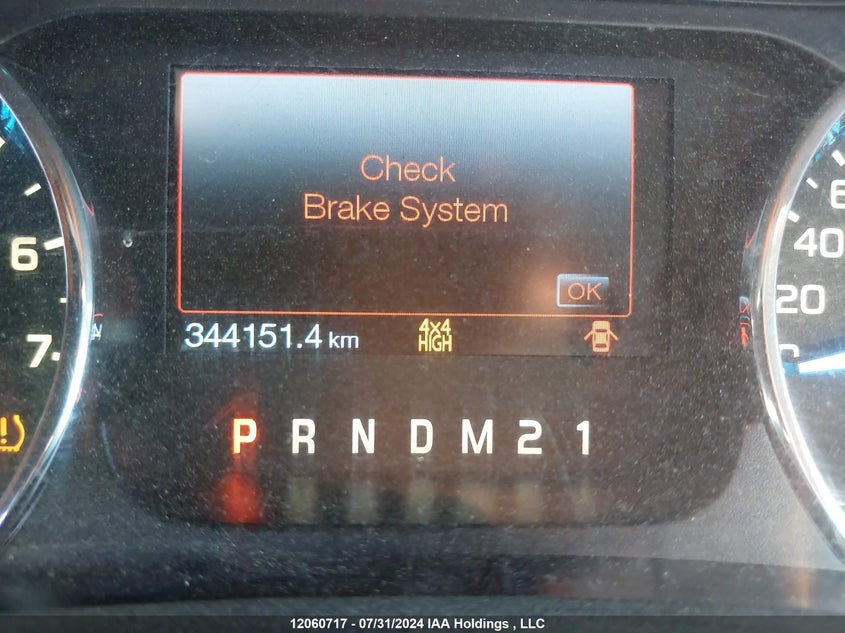 Check
Brake System
OK
6
40
20
7
344151.4 km
4x4
HIGH
P R N D M 2 1
12060717 - 07/31/2024 IAA Holdings , LLC